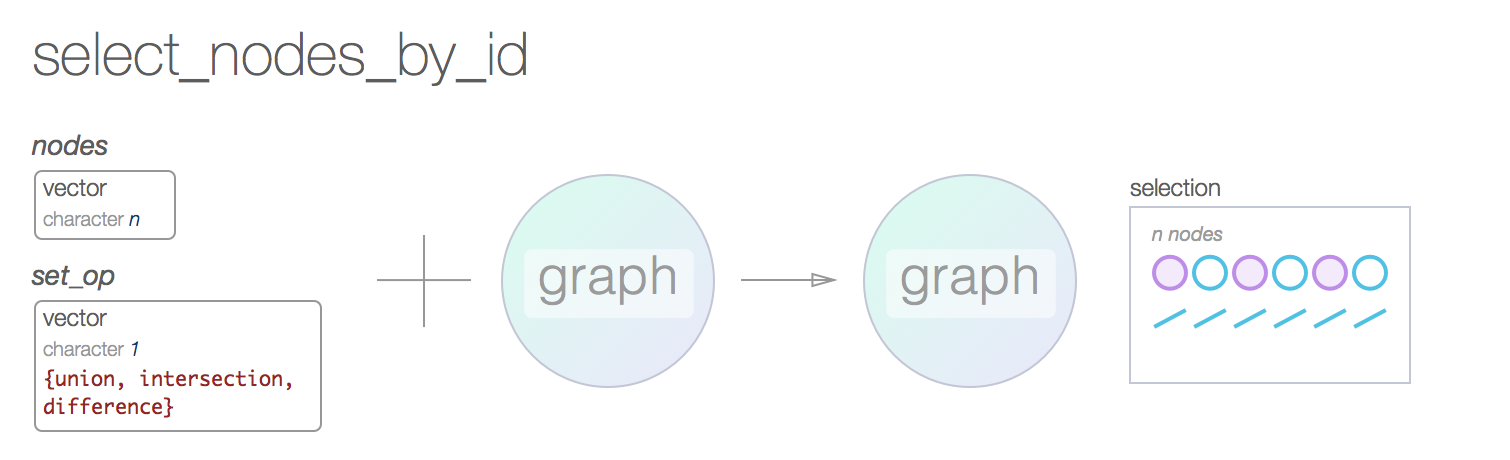 select_nodes_by_id
nodes
vector
character n
set_op
vector
character 1
{union, intersection,
difference}
graph
graph
selection
n nodes